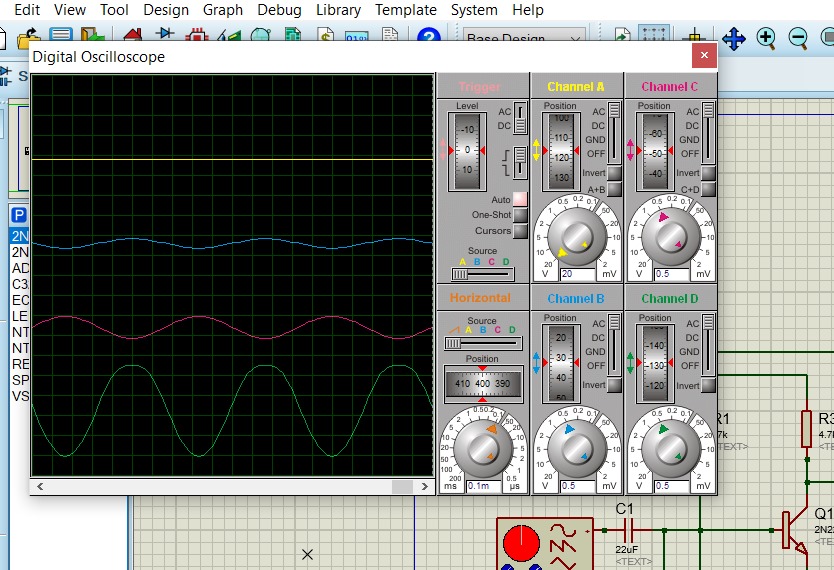 Edit View Tool Design Graph Debug Library Template System Help
Base Design
Digital Oscilloscope
S
P
2N
2N
AD
C3
EC
LE
NT
NT
RE
SP
VS
Trigger
Level
-10
0
10
AC
DC
Auto
One-Shot
Cursors
Source
A B C D
Channel A
Position
100
110
120
130
AC
DC
GND
OFF
Invert
A+B
V 20 mV
Channel C
Position
-60
-50
-40
AC
DC
GND
OFF
Invert
C+D
V 0.5 mV
Horizontal
Source
A B C D
Position
410 400 390
ms 0.1m µs
Channel B
Position
20
30
40
50
AC
DC
GND
OFF
Invert
V 0.5 mV
Channel D
Position
-140
-130
-120
AC
DC
GND
OFF
Invert
V 0.5 mV
R1
7k
TEXT>
R3
4.7
<TE
C1
22uF
<TEXT>
Q1
2N2
<TE